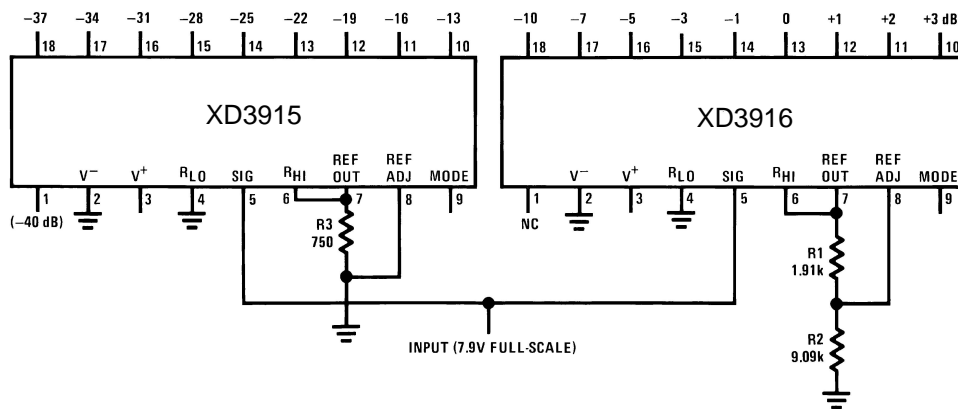 −37 −34 −31 −28 −25 −22 −19 −16 −13 −10 −7 −5 −3 −1 0 +1 +2 +3 dB
18 17 16 15 14 13 12 11 10 18 17 16 15 14 13 12 11 10
XD3915
XD3916
V− V+ RLO SIG RHI REF OUT REF ADJ MODE
1 2 3 4 5 6 7 8 9
(−40 dB)
R3
750
V− V+ RLO SIG RHI REF OUT REF ADJ MODE
1 2 3 4 5 6 7 8 9
NC
R1
1.91k
R2
9.09k
INPUT (7.9V FULL-SCALE)